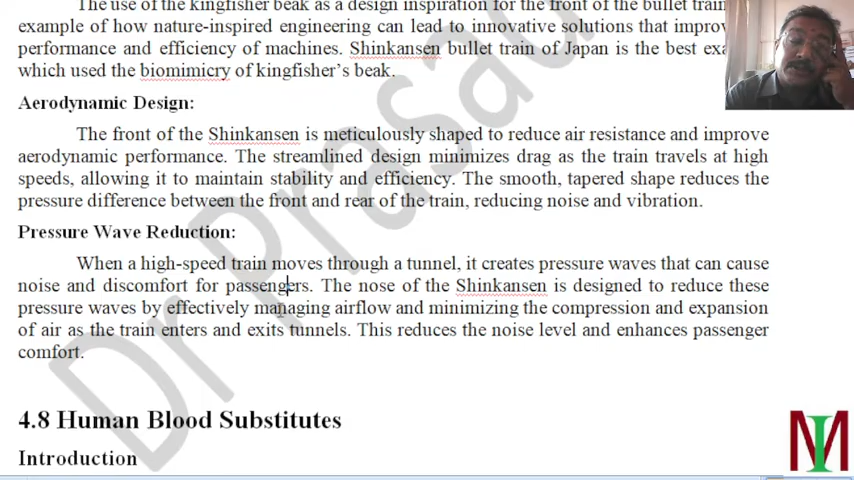 The use of the kingfisher beak as a design inspiration for the front of the bullet train
example of how nature-inspired engineering can lead to innovative solutions that improv
performance and efficiency of machines. Shinkansen bullet train of Japan is the best exa
which used the biomimicry of kingfisher's beak.
Aerodynamic Design:
The front of the Shinkansen is meticulously shaped to reduce air resistance and improve
aerodynamic performance. The streamlined design minimizes drag as the train travels at high
speeds, allowing it to maintain stability and efficiency. The smooth, tapered shape reduces the
pressure difference between the front and rear of the train, reducing noise and vibration.
Pressure Wave Reduction:
When a high-speed train moves through a tunnel, it creates pressure waves that can cause
noise and discomfort for passengers. The nose of the Shinkansen is designed to reduce these
pressure waves by effectively managing airflow and minimizing the compression and expansion
of air as the train enters and exits tunnels. This reduces the noise level and enhances passenger
comfort.
4.8 Human Blood Substitutes
Introduction
Dr Prasad
MI